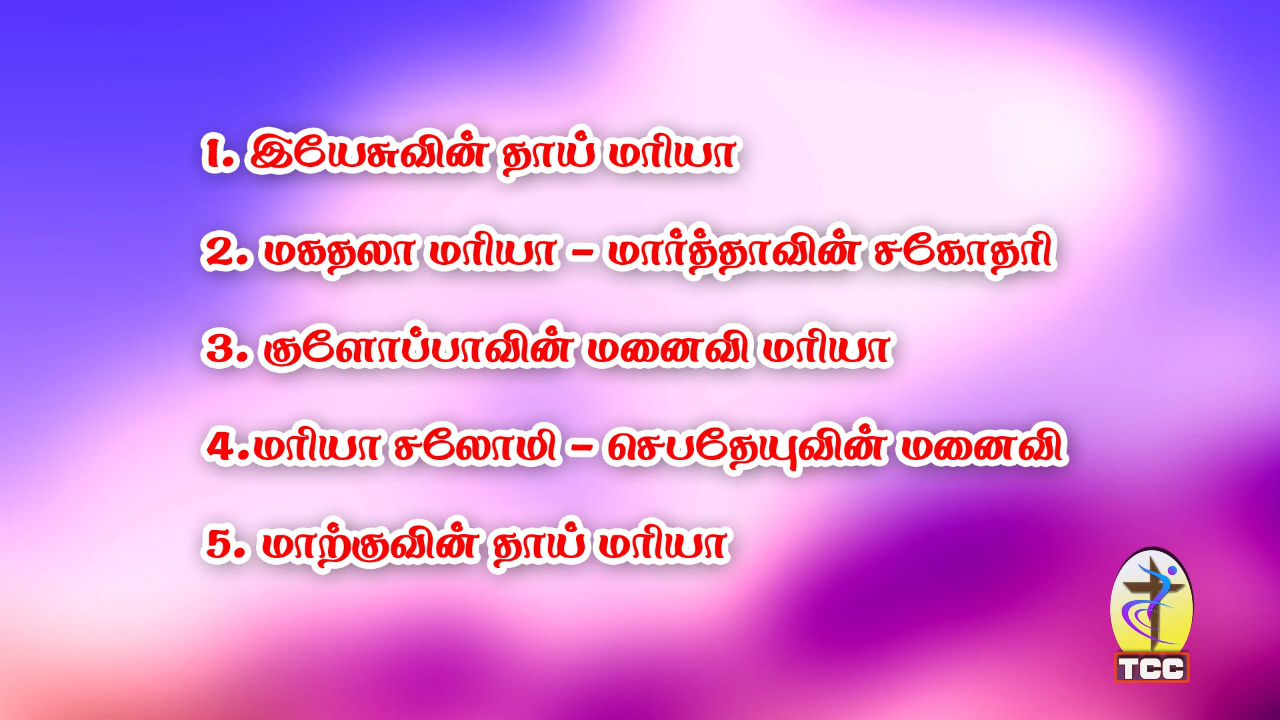 1. இயேசுவின் தாய் மரியா
2. மகதலா மரியா - மார்த்தாவின் சகோதரி
3. குளோப்பாவின் மனைவி மரியா
4.மரியா சலோமி - செபதேயுவின் மனைவி
5. மாற்குவின் தாய் மரியா
TCC